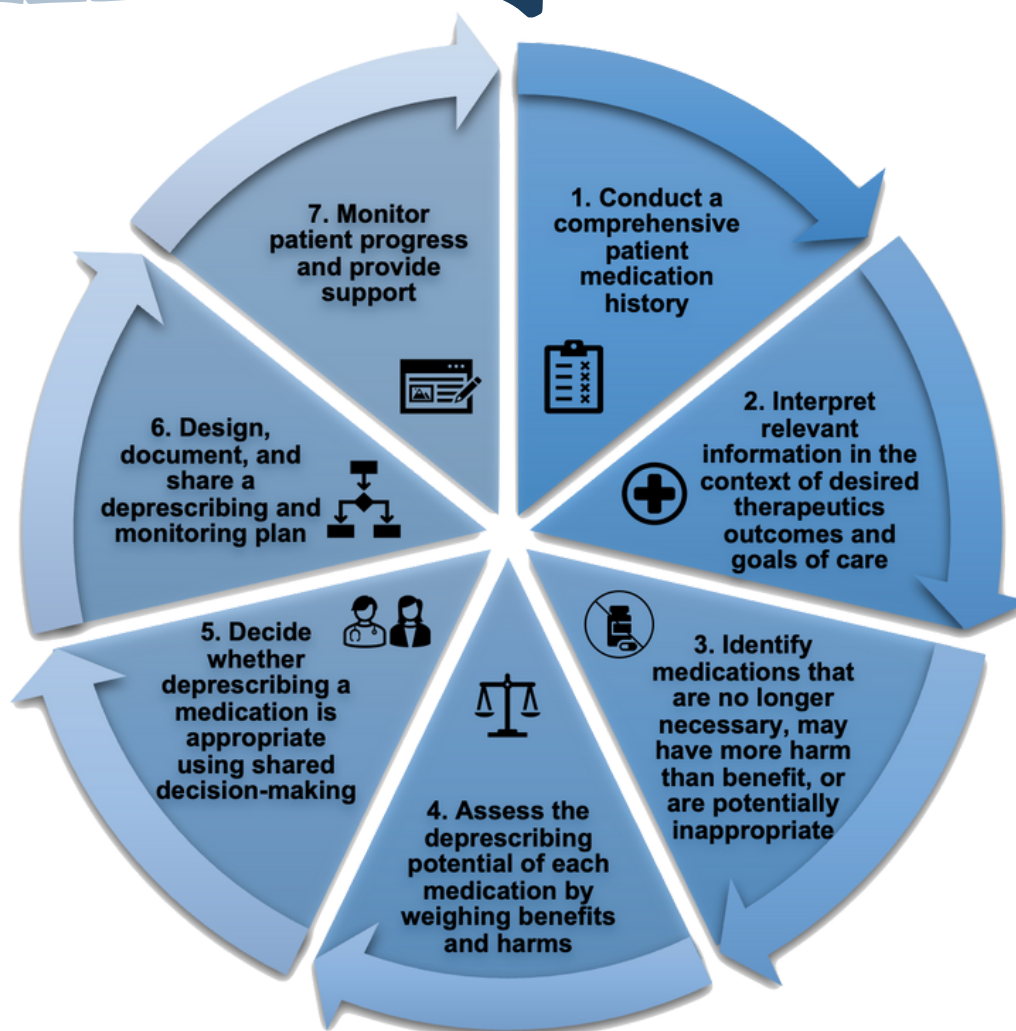 1. Conduct a
comprehensive
patient
medication
history
2. Interpret
relevant
information in the
context of desired
therapeutics
outcomes and
goals of care
3. Identify
medications that
are no longer
necessary, may
have more harm
than benefit, or
are potentially
inappropriate
4. Assess the
deprescribing
potential of each
medication by
weighing benefits
and harms
5. Decide
whether
deprescribing a
medication is
appropriate
using shared
decision-making
6. Design,
document, and
share a
deprescribing and
monitoring plan
7. Monitor
patient progress
and provide
support